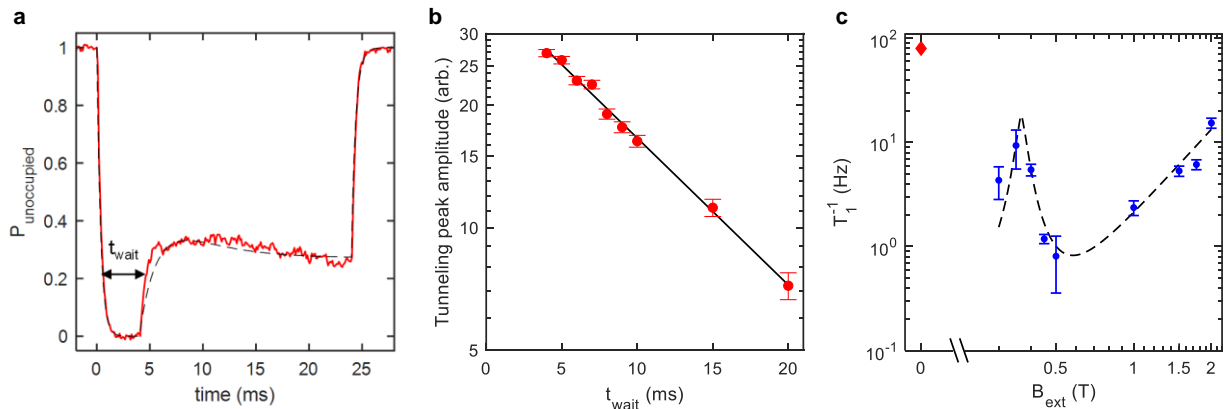 a
P_unoccupied
1
0.8
0.6
0.4
0.2
0
t_wait
0 5 10 15 20 25
time (ms)
b
Tunneling peak amplitude (arb.)
30
25
20
15
10
5
0 5 10 15 20
t_wait (ms)
c
T_1^-1 (Hz)
10^2
10^1
10^0
10^-1
0 0.5 1 1.5 2
B_ext (T)